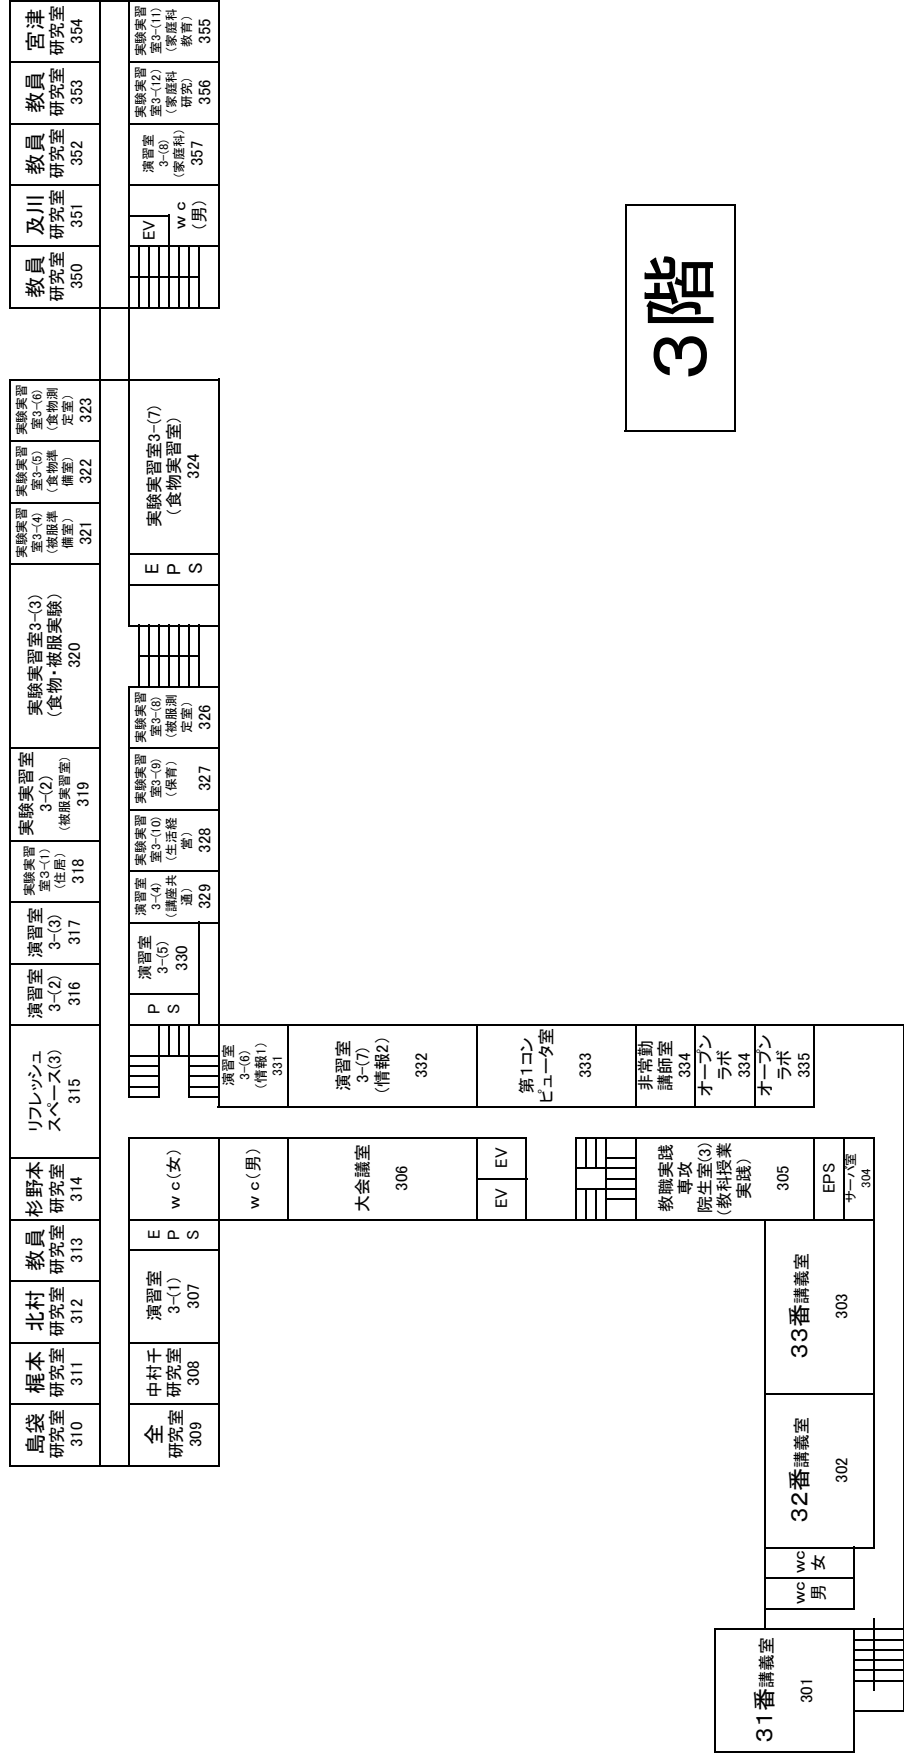 3階
島袋
研究室
310
梶本
研究室
311
北村
研究室
312
教員
研究室
313
杉野本
研究室
314
リフレッシュ
スペース(3)
315
演習室
3-(2)
316
演習室
3-(3)
317
実験実習
室3-(1)
(住居)
318
実験実習室
3-(2)
(被服実習室)
319
実験実習室3-(3)
(食物・被服実験)
320
実験実習
室3-(4)
(被服準
備室)
321
実験実習
室3-(5)
(食物準
備室)
322
実験実習
室3-(6)
(食物測
定室)
323
教員
研究室
350
及川
研究室
351
教員
研究室
352
教員
研究室
353
宮津
研究室
354
全
研究室
309
中村千
研究室
308
演習室
3-(1)
307
E
P
S
wc(女)
P
S
演習室
3-(5)
330
演習室
3-(4)
(講座共
通)
329
実験実習
室3-(10)
(生活経
営)
328
実験実習
室3-(9)
(保育)
327
実験実習
室3-(8)
(被服測
定室)
326
E
P
S
実験実習室3-(7)
(食物実習室)
324
EV
wc
(男)
演習室
3-(8)
(家庭科)
357
実験実習
室3-(12)
(家庭科
研究)
356
実験実習
室3-(11)
(家庭科
教育)
355
wc(男)
演習室
3-(6)
(情報1)
331
大会議室
306
演習室
3-(7)
(情報2)
332
EV
EV
第1コン
ピュータ室
333
教職実践
専攻
院生室(3)
(教科授業
実践)
305
非常勤
講師室
334
オープン
ラボ
334
オープン
ラボ
335
EPS
サーバ室
304
31番講義室
301
wc
男
wc
女
32番講義室
302
33番講義室
303